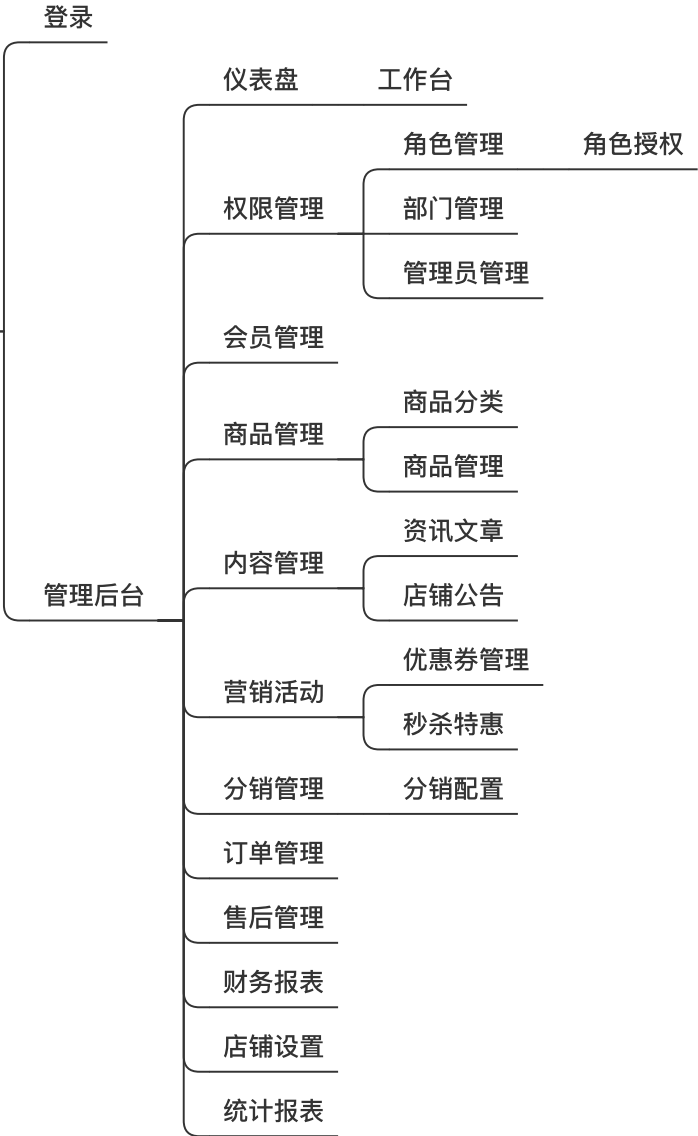 登录
仪表盘
工作台
角色管理
角色授权
权限管理
部门管理
管理员管理
会员管理
商品分类
商品管理
商品管理
资讯文章
内容管理
店铺公告
管理后台
优惠券管理
营销活动
秒杀特惠
分销管理
分销配置
订单管理
售后管理
财务报表
店铺设置
统计报表